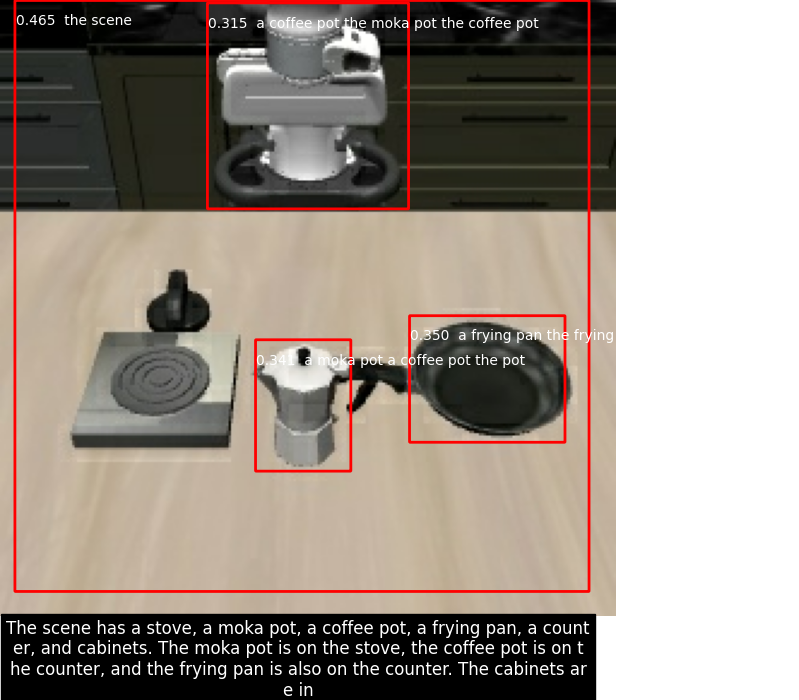 0.465 the scene
0.315 a coffee pot the moka pot the coffee pot
0.350 a frying pan the frying
0.341 a moka pot a coffee pot the pot
The scene has a stove, a moka pot, a coffee pot, a frying pan, a count
er, and cabinets. The moka pot is on the stove, the coffee pot is on t
he counter, and the frying pan is also on the counter. The cabinets ar
e in